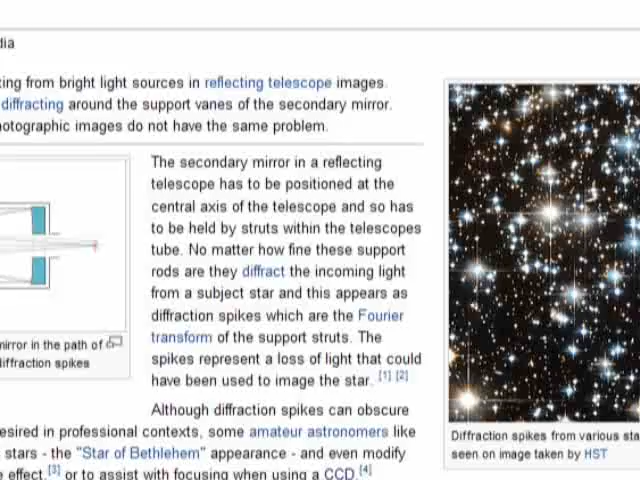 dia
ting from bright light sources in reflecting telescope images.
diffracting around the support vanes of the secondary mirror.
hotographic images do not have the same problem.
The secondary mirror in a reflecting
telescope has to be positioned at the
central axis of the telescope and so has
to be held by struts within the telescopes
tube. No matter how fine these support
rods are they diffract the incoming light
from a subject star and this appears as
diffraction spikes which are the Fourier
transform of the support struts. The
spikes represent a loss of light that could
have been used to image the star. [1] [2]
mirror in the path of
diffraction spikes
Although diffraction spikes can obscure
esired in professional contexts, some amateur astronomers like
stars - the "Star of Bethlehem" appearance - and even modify
e effect,[3] or to assist with focusing when using a CCD.[4]
Diffraction spikes from various sta
seen on image taken by HST